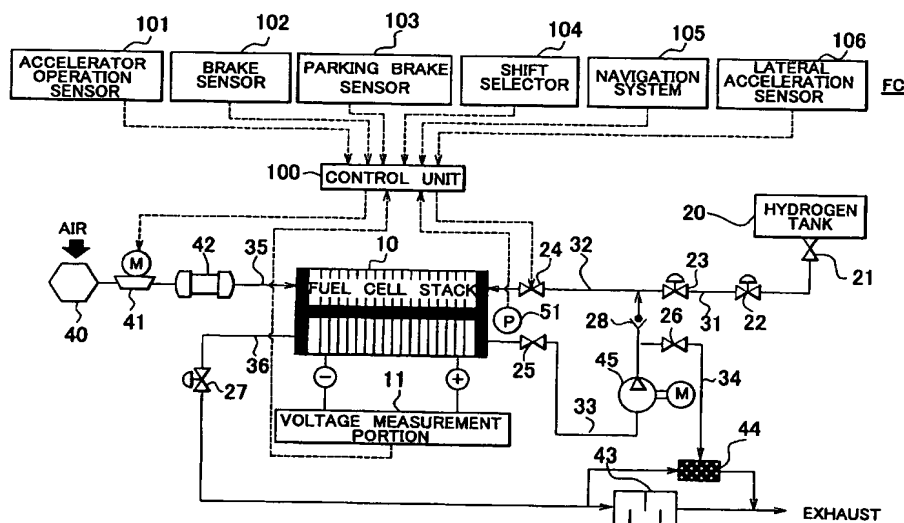 101
102
103
104
105
106
ACCELERATOR
OPERATION
SENSOR
BRAKE
SENSOR
PARKING BRAKE
SENSOR
SHIFT
SELECTOR
NAVIGATION
SYSTEM
LATERAL
ACCELERATION
SENSOR
FC
100
CONTROL UNIT
20
HYDROGEN
TANK
AIR
M
42
35
10
24
32
23
21
FUEL CELL STACK
40
41
P
51
28
26
31
22
36
25
27
45
M
34
−
+
11
33
VOLTAGE MEASUREMENT
PORTION
44
43
EXHAUST